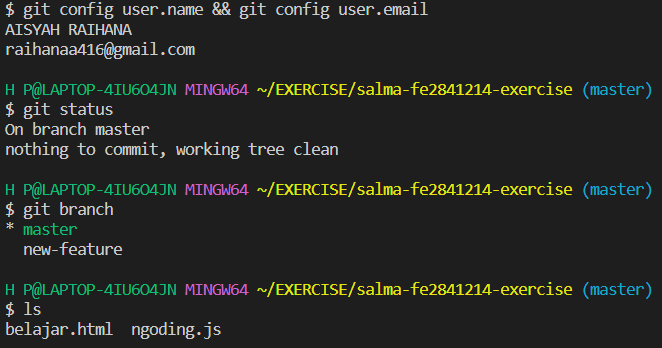 $ git config user.name && git config user.email
AISYAH RAIHANA
raihanaa416@gmail.com
H P@LAPTOP-4IU6O4JN MINGW64 ~/EXERCISE/salma-fe2841214-exercise (master)
$ git status
On branch master
nothing to commit, working tree clean
H P@LAPTOP-4IU6O4JN MINGW64 ~/EXERCISE/salma-fe2841214-exercise (master)
$ git branch
* master
  new-feature
H P@LAPTOP-4IU6O4JN MINGW64 ~/EXERCISE/salma-fe2841214-exercise (master)
$ ls
belajar.html  ngoding.js